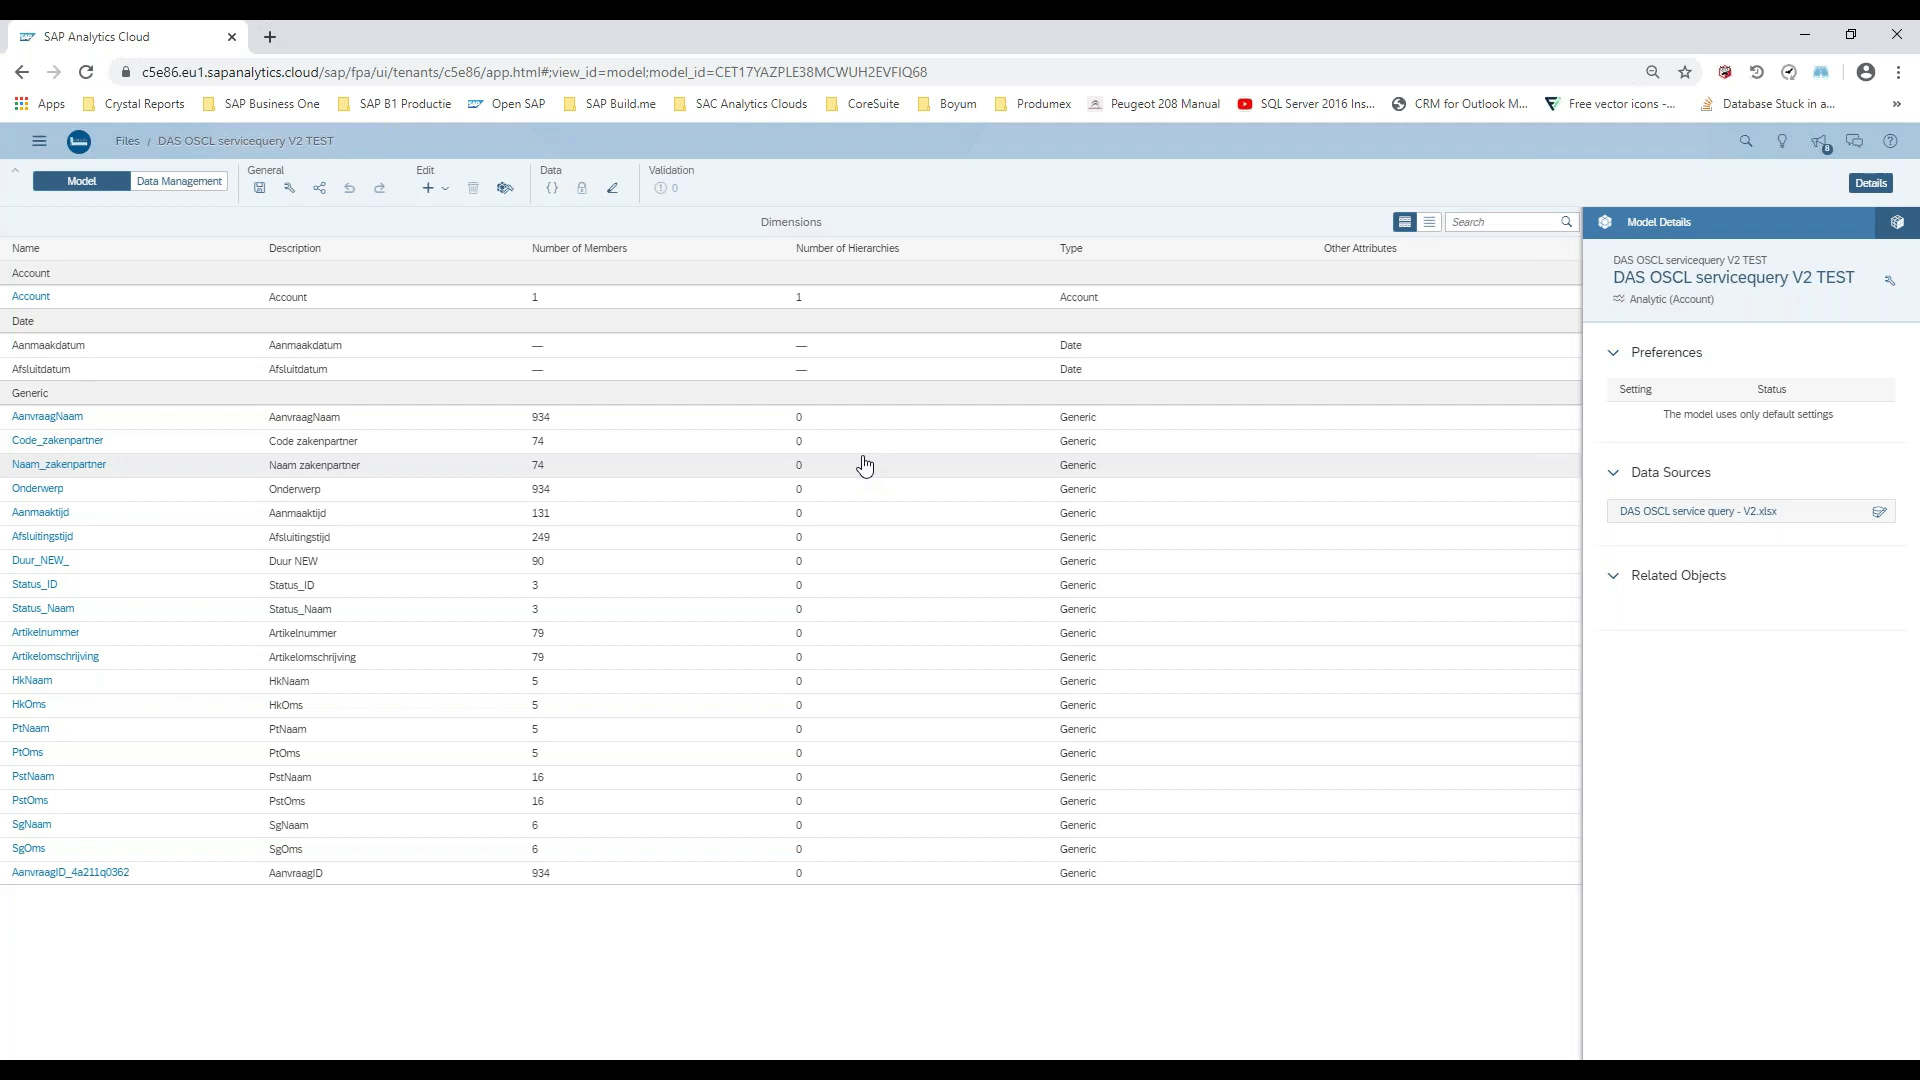 SAP Analytics Cloud
c5e86.eu1.sapanalytics.cloud/sap/fpa/ui/tenants/c5e86/app.html#;view_id=model;model_id=CET17YAZPLE38MCWUH2EVFIQ68
Apps Crystal Reports SAP Business One SAP B1 Productie Open SAP SAP Build.me SAC Analytics Clouds CoreSuite Boyum Produmex Peugeot 208 Manual SQL Server 2016 Ins... CRM for Outlook M... Free vector icons -... Database Stuck in a... »
Files / DAS OSCL servicequery V2 TEST 8
General Edit Data Validation
Model Data Management {} 0 Details
Dimensions Search Model Details
Name Description Number of Members Number of Hierarchies Type Other Attributes
Account
Account Account 1 1 Account
Date
Aanmaakdatum Aanmaakdatum — — Date
Afsluitdatum Afsluitdatum — — Date
Generic
AanvraagNaam AanvraagNaam 934 0 Generic
Code_zakenpartner Code zakenpartner 74 0 Generic
Naam_zakenpartner Naam zakenpartner 74 0 Generic
Onderwerp Onderwerp 934 0 Generic
Aanmaaktijd Aanmaaktijd 131 0 Generic
Afsluitingstijd Afsluitingstijd 249 0 Generic
Duur_NEW_ Duur NEW 90 0 Generic
Status_ID Status_ID 3 0 Generic
Status_Naam Status_Naam 3 0 Generic
Artikelnummer Artikelnummer 79 0 Generic
Artikelomschrijving Artikelomschrijving 79 0 Generic
HkNaam HkNaam 5 0 Generic
HkOms HkOms 5 0 Generic
PtNaam PtNaam 5 0 Generic
PtOms PtOms 5 0 Generic
PstNaam PstNaam 16 0 Generic
PstOms PstOms 16 0 Generic
SgNaam SgNaam 6 0 Generic
SgOms SgOms 6 0 Generic
AanvraagID_4a211q0362 AanvraagID 934 0 Generic
DAS OSCL servicequery V2 TEST
DAS OSCL servicequery V2 TEST
Analytic (Account)
Preferences
Setting Status
The model uses only default settings
Data Sources
DAS OSCL service query - V2.xlsx
Related Objects